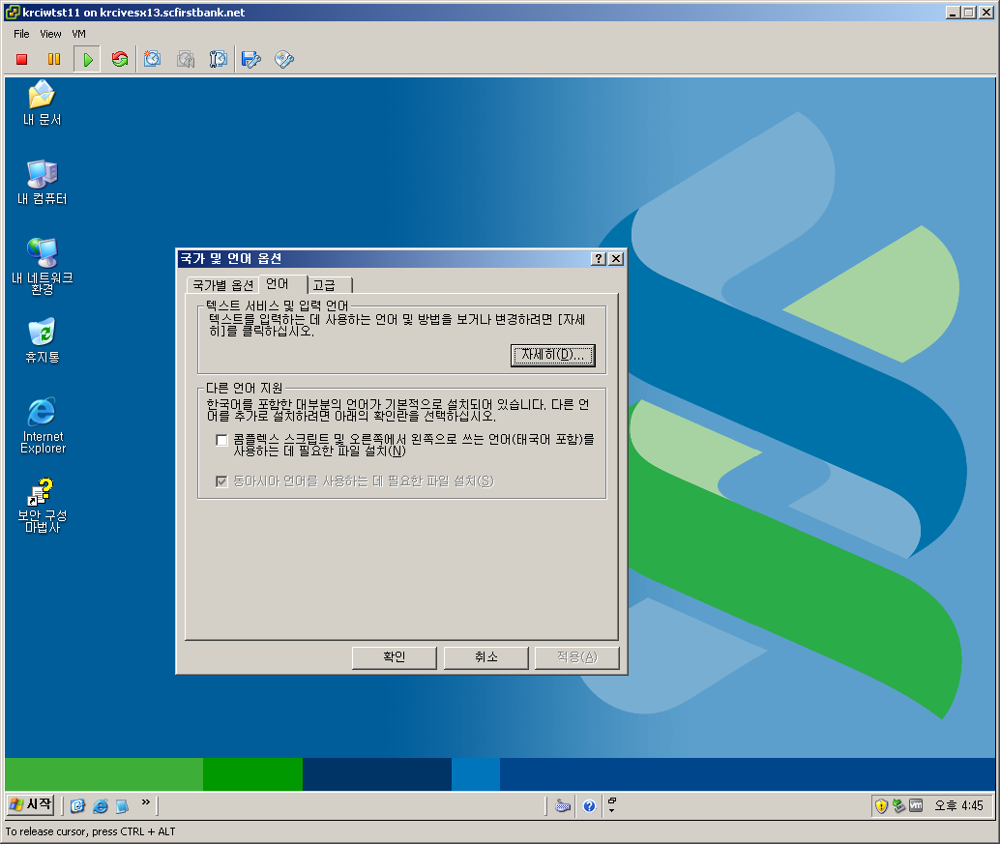 krciwtst11 on krcivesx13.scfirstbank.net
File View VM
내 문서
내 컴퓨터
내 네트워크
환경
휴지통
Internet
Explorer
보안 구성
마법사
국가 및 언어 옵션
국가별 옵션 언어 고급
텍스트 서비스 및 입력 언어
텍스트를 입력하는 데 사용하는 언어 및 방법을 보거나 변경하려면 [자세
히]를 클릭하십시오.
자세히(D)...
다른 언어 지원
한국어를 포함한 대부분의 언어가 기본적으로 설치되어 있습니다. 다른 언
어를 추가로 설치하려면 아래의 확인란을 선택하십시오.
콤플렉스 스크립트 및 오른쪽에서 왼쪽으로 쓰는 언어(태국어 포함)를
사용하는 데 필요한 파일 설치(N)
동아시아 언어를 사용하는 데 필요한 파일 설치(S)
확인 취소 적용(A)
시작 오후 4:45
To release cursor, press CTRL + ALT